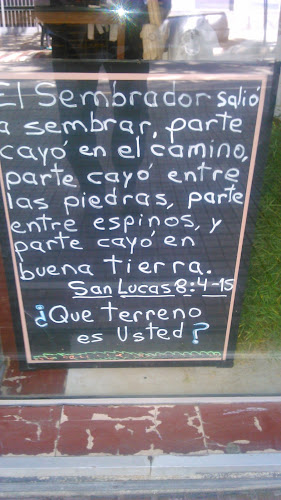 El Sembrador salió
a sembrar, parte
cayó en el camino,
parte cayó entre
las piedras, parte
entre espinos, y
parte cayó en
buena tierra.
San Lucas 8:4-15
¿Que terreno
es Usted?